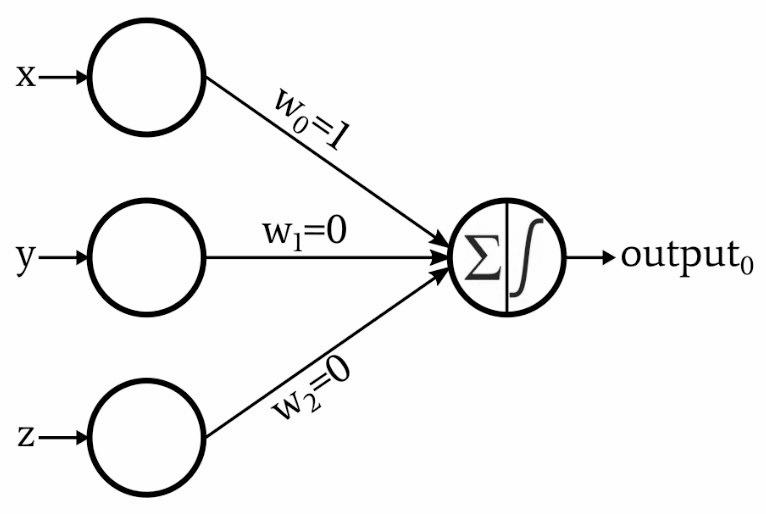 x
w₀=1
y
w₁=0
Σ
∫
output₀
z
w₂=0